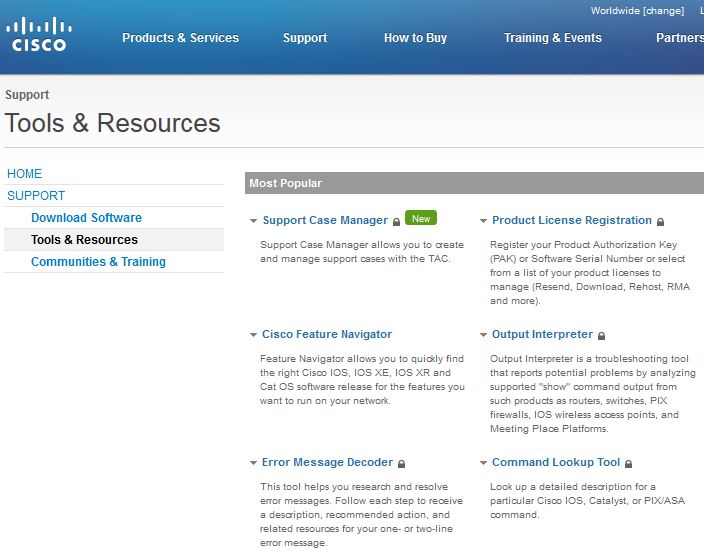 Worldwide [change]
CISCO
Products & Services
Support
How to Buy
Training & Events
Partners
Support
Tools & Resources
HOME
SUPPORT
Download Software
Tools & Resources
Communities & Training
Most Popular
Support Case Manager
New
Support Case Manager allows you to create
and manage support cases with the TAC.
Product License Registration
Register your Product Authorization Key
(PAK) or Software Serial Number or select
from a list of your product licenses to
manage (Resend, Download, Rehost, RMA
and more).
Cisco Feature Navigator
Feature Navigator allows you to quickly find
the right Cisco IOS, IOS XE, IOS XR and
Cat OS software release for the features you
want to run on your network.
Output Interpreter
Output Interpreter is a troubleshooting tool
that reports potential problems by analyzing
supported "show" command output from
such products as routers, switches, PIX
firewalls, IOS wireless access points, and
Meeting Place Platforms.
Error Message Decoder
This tool helps you research and resolve
error messages. Follow each step to receive
a description, recommended action, and
related resources for your one- or two-line
error message.
Command Lookup Tool
Look up a detailed description for a
particular Cisco IOS, Catalyst, or PIX/ASA
command.